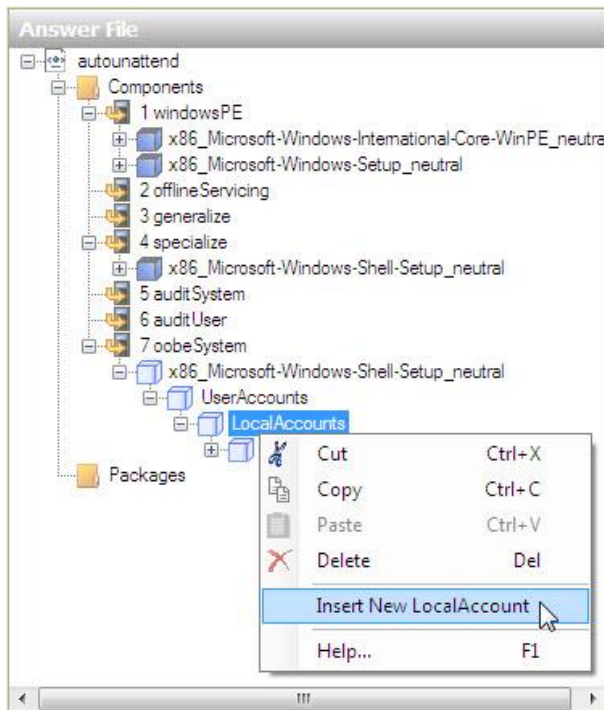 Answer File
autounattend
Components
1 windowsPE
x86_Microsoft-Windows-International-Core-WinPE_neutra
x86_Microsoft-Windows-Setup_neutral
2 offlineServicing
3 generalize
4 specialize
x86_Microsoft-Windows-Shell-Setup_neutral
5 auditSystem
6 auditUser
7 oobeSystem
x86_Microsoft-Windows-Shell-Setup_neutral
UserAccounts
LocalAccounts
Packages
Cut Ctrl+X
Copy Ctrl+C
Paste Ctrl+V
Delete Del
Insert New LocalAccount
Help... F1